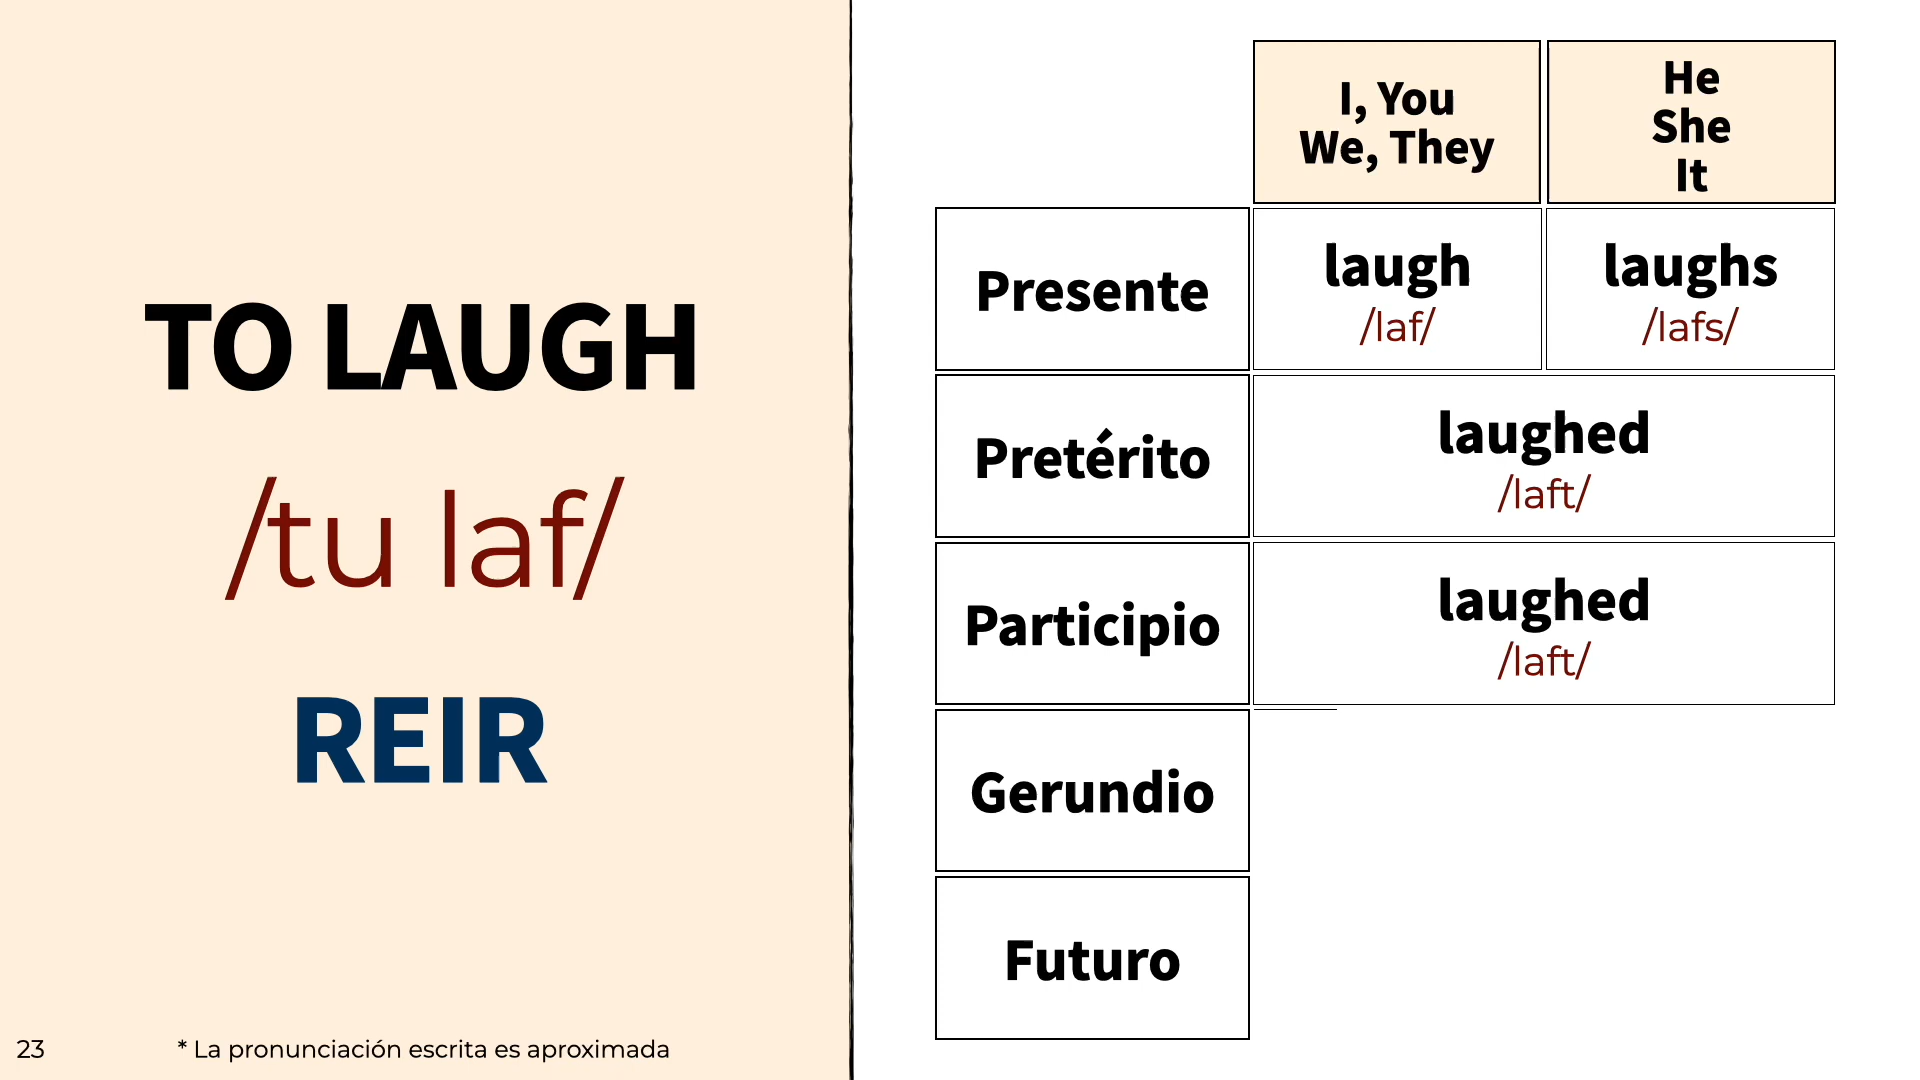 TO LAUGH
/tu laf/
REIR
23
* La pronunciación escrita es aproximada
I, You
We, They
He
She
It
Presente
laugh
/laf/
laughs
/lafs/
Pretérito
laughed
/laft/
Participio
laughed
/laft/
Gerundio
Futuro